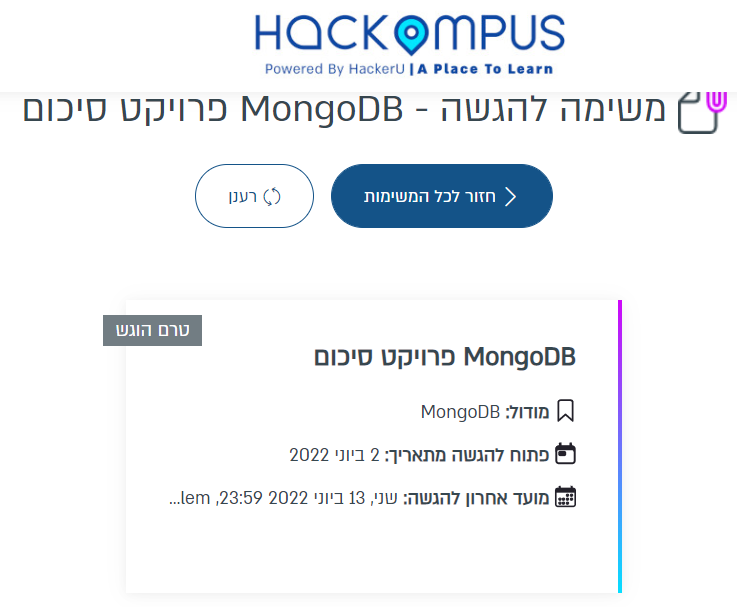 HACKOMPUS
Powered By HackerU | A Place To Learn
משימה להגשה - MongoDB פרויקט סיכום
חזור לכל המשימות
רענן
טרם הוגש
MongoDB פרויקט סיכום
מודול: MongoDB
פתוח להגשה מתאריך: 2 ביוני 2022
מועד אחרון להגשה: שני, 13 ביוני 2022 23:59, lem...